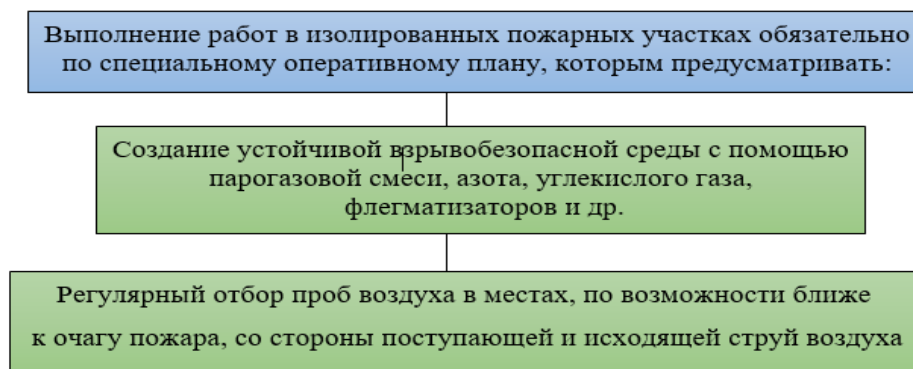 Выполнение работ в изолированных пожарных участках обязательно
по специальному оперативному плану, которым предусматривать:
Создание устойчивой взрывобезопасной среды с помощью
парогазовой смеси, азота, углекислого газа,
флегматизаторов и др.
Регулярный отбор проб воздуха в местах, по возможности ближе
к очагу пожара, со стороны поступающей и исходящей струй воздуха